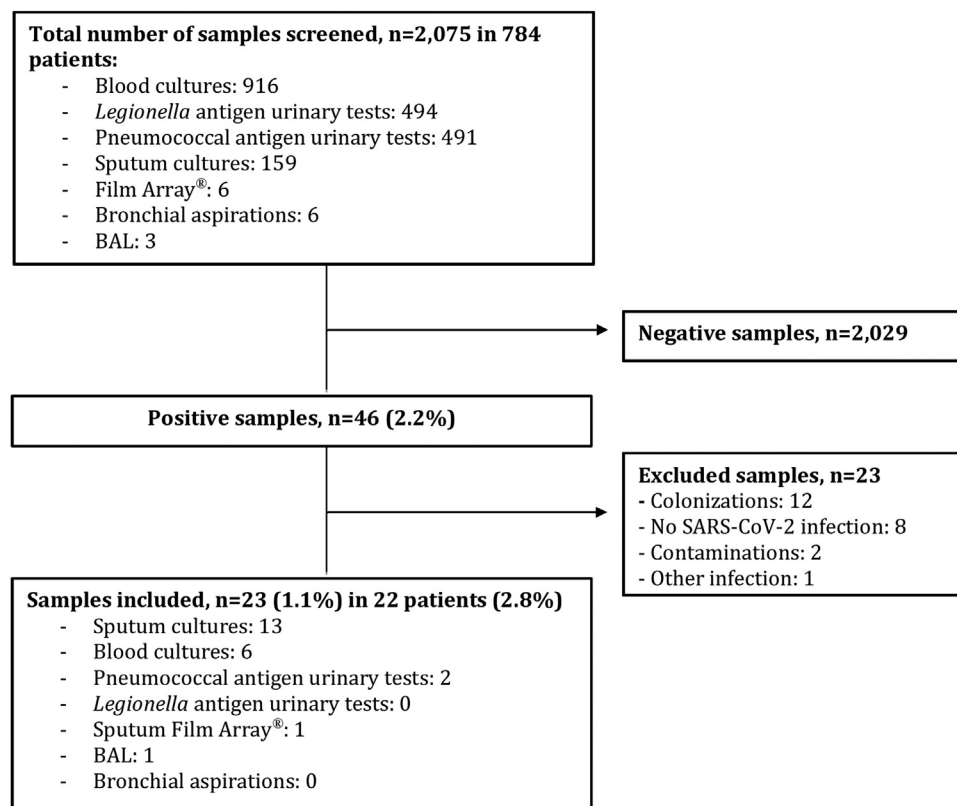 Total number of samples screened, n=2,075 in 784
patients:
- Blood cultures: 916
- Legionella antigen urinary tests: 494
- Pneumococcal antigen urinary tests: 491
- Sputum cultures: 159
- Film Array®: 6
- Bronchial aspirations: 6
- BAL: 3
Negative samples, n=2,029
Positive samples, n=46 (2.2%)
Excluded samples, n=23
- Colonizations: 12
- No SARS-CoV-2 infection: 8
- Contaminations: 2
- Other infection: 1
Samples included, n=23 (1.1%) in 22 patients (2.8%)
- Sputum cultures: 13
- Blood cultures: 6
- Pneumococcal antigen urinary tests: 2
- Legionella antigen urinary tests: 0
- Sputum Film Array®: 1
- BAL: 1
- Bronchial aspirations: 0